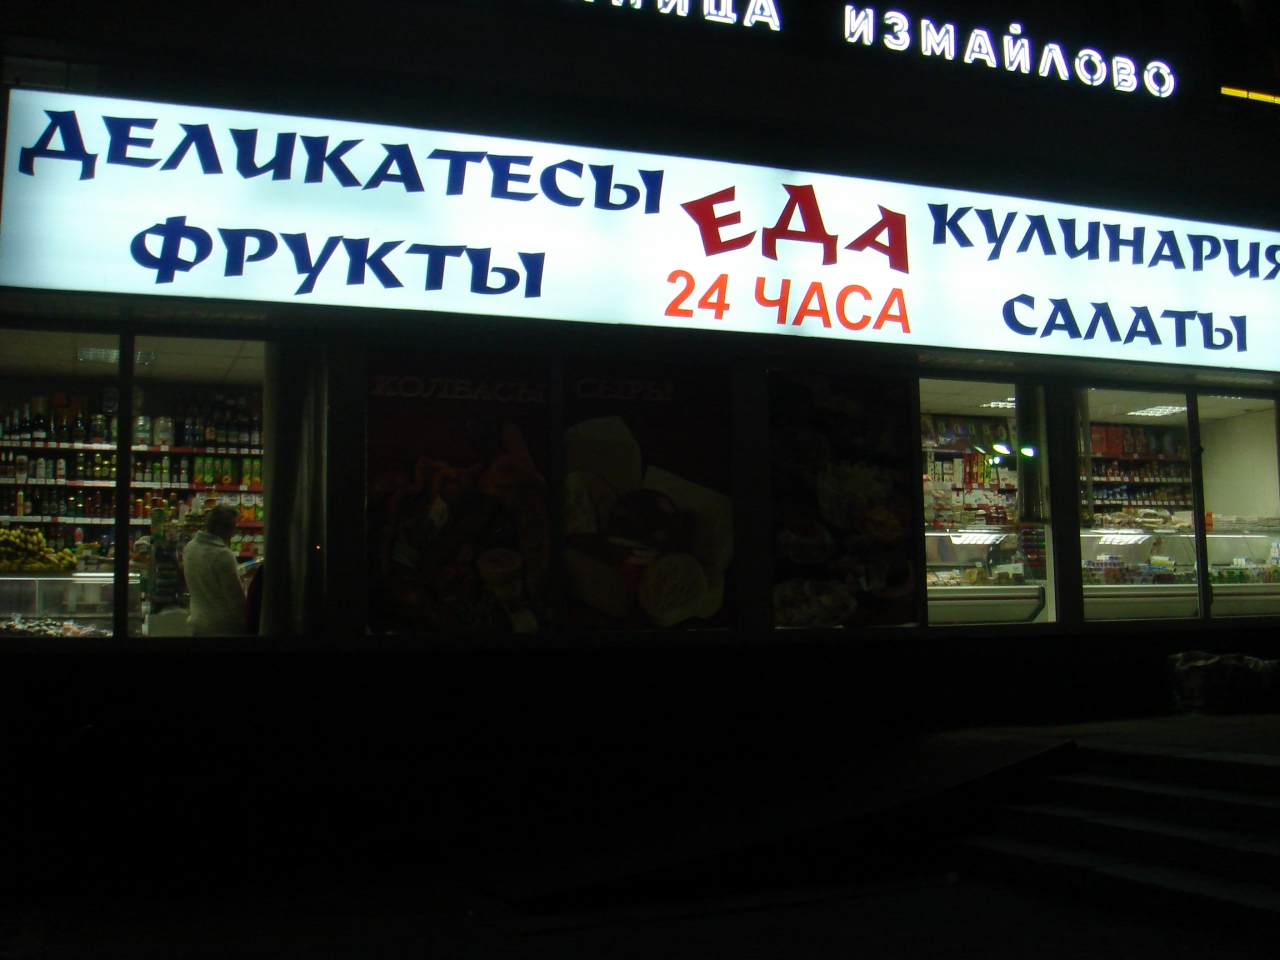 ИЗМАЙЛОВО
ДЕЛИКАТЕСЫ
ФРУКТЫ
ЕДА
24 ЧАСА
КУЛИНАРИЯ
САЛАТЫ
КОЛБАСЫ
СЫРЫ